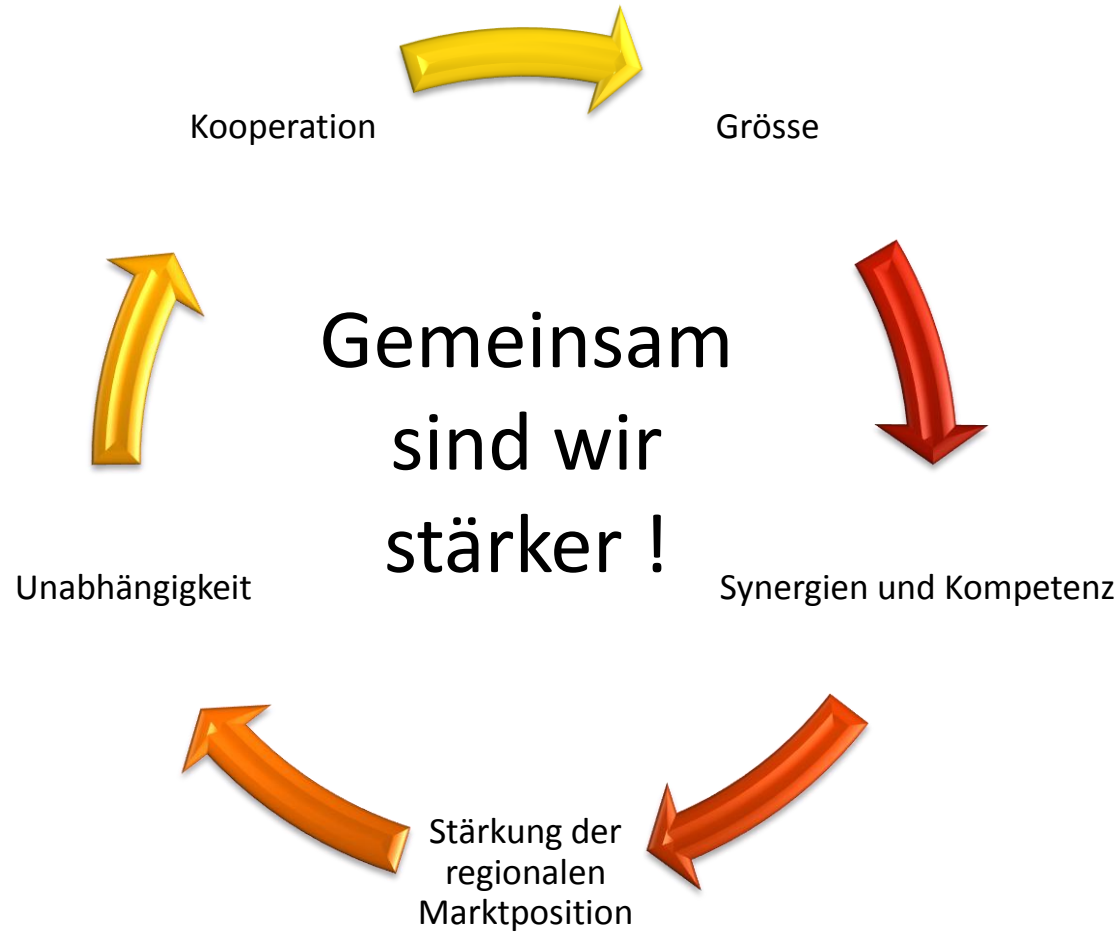 Kooperation
Grösse
Gemeinsam
sind wir
stärker !
Unabhängigkeit
Synergien und Kompetenz
Stärkung der
regionalen
Marktposition